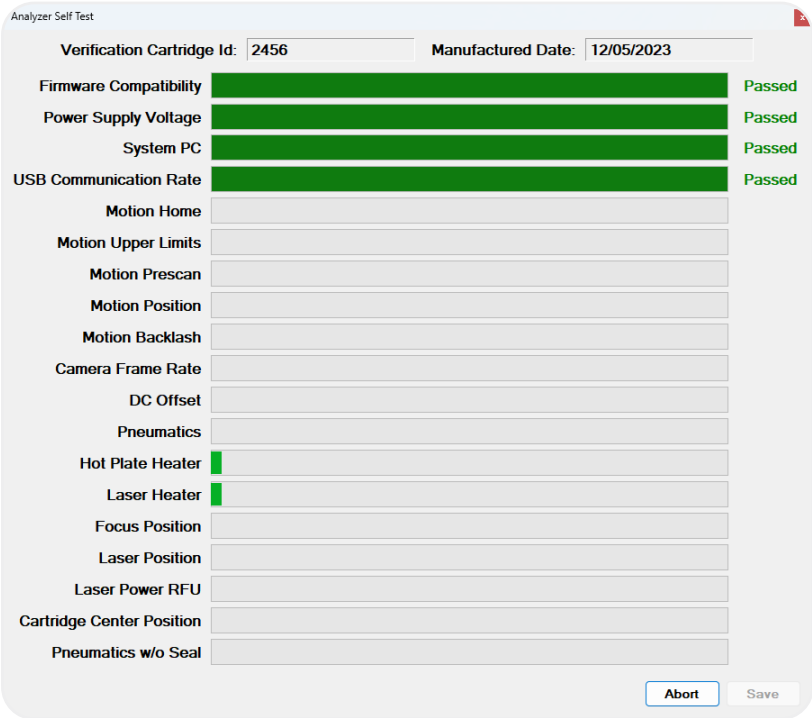 Analyzer Self Test
Verification Cartridge Id: 2456 Manufactured Date: 12/05/2023
Firmware Compatibility Passed
Power Supply Voltage Passed
System PC Passed
USB Communication Rate Passed
Motion Home
Motion Upper Limits
Motion Prescan
Motion Position
Motion Backlash
Camera Frame Rate
DC Offset
Pneumatics
Hot Plate Heater
Laser Heater
Focus Position
Laser Position
Laser Power RFU
Cartridge Center Position
Pneumatics w/o Seal
Abort Save